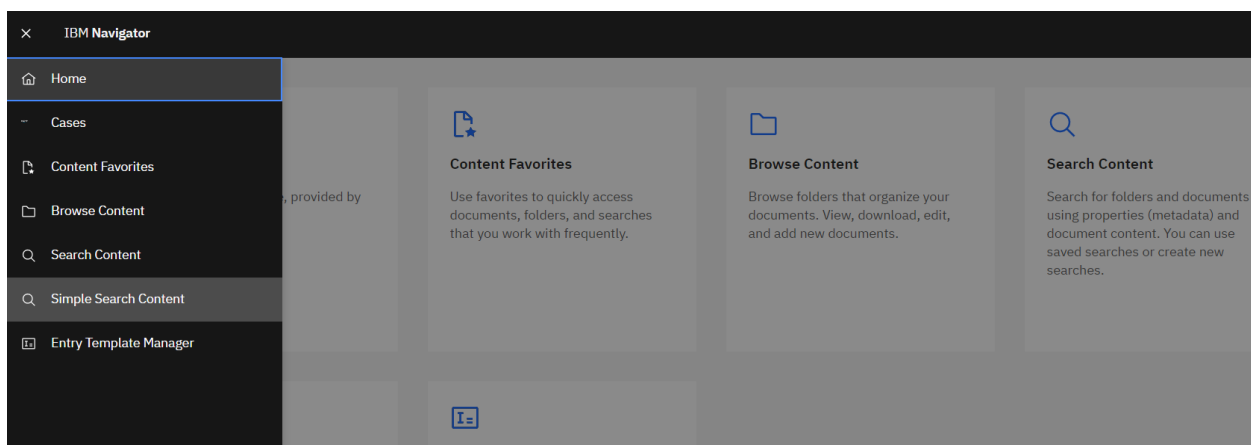 IBM Navigator
Home
Cases
Content Favorites
Browse Content
Search Content
Simple Search Content
Entry Template Manager
, provided by
Content Favorites
Use favorites to quickly access
documents, folders, and searches
that you work with frequently.
Browse Content
Browse folders that organize your
documents. View, download, edit,
and add new documents.
Search Content
Search for folders and documents
using properties (metadata) and
document content. You can use
saved searches or create new
searches.